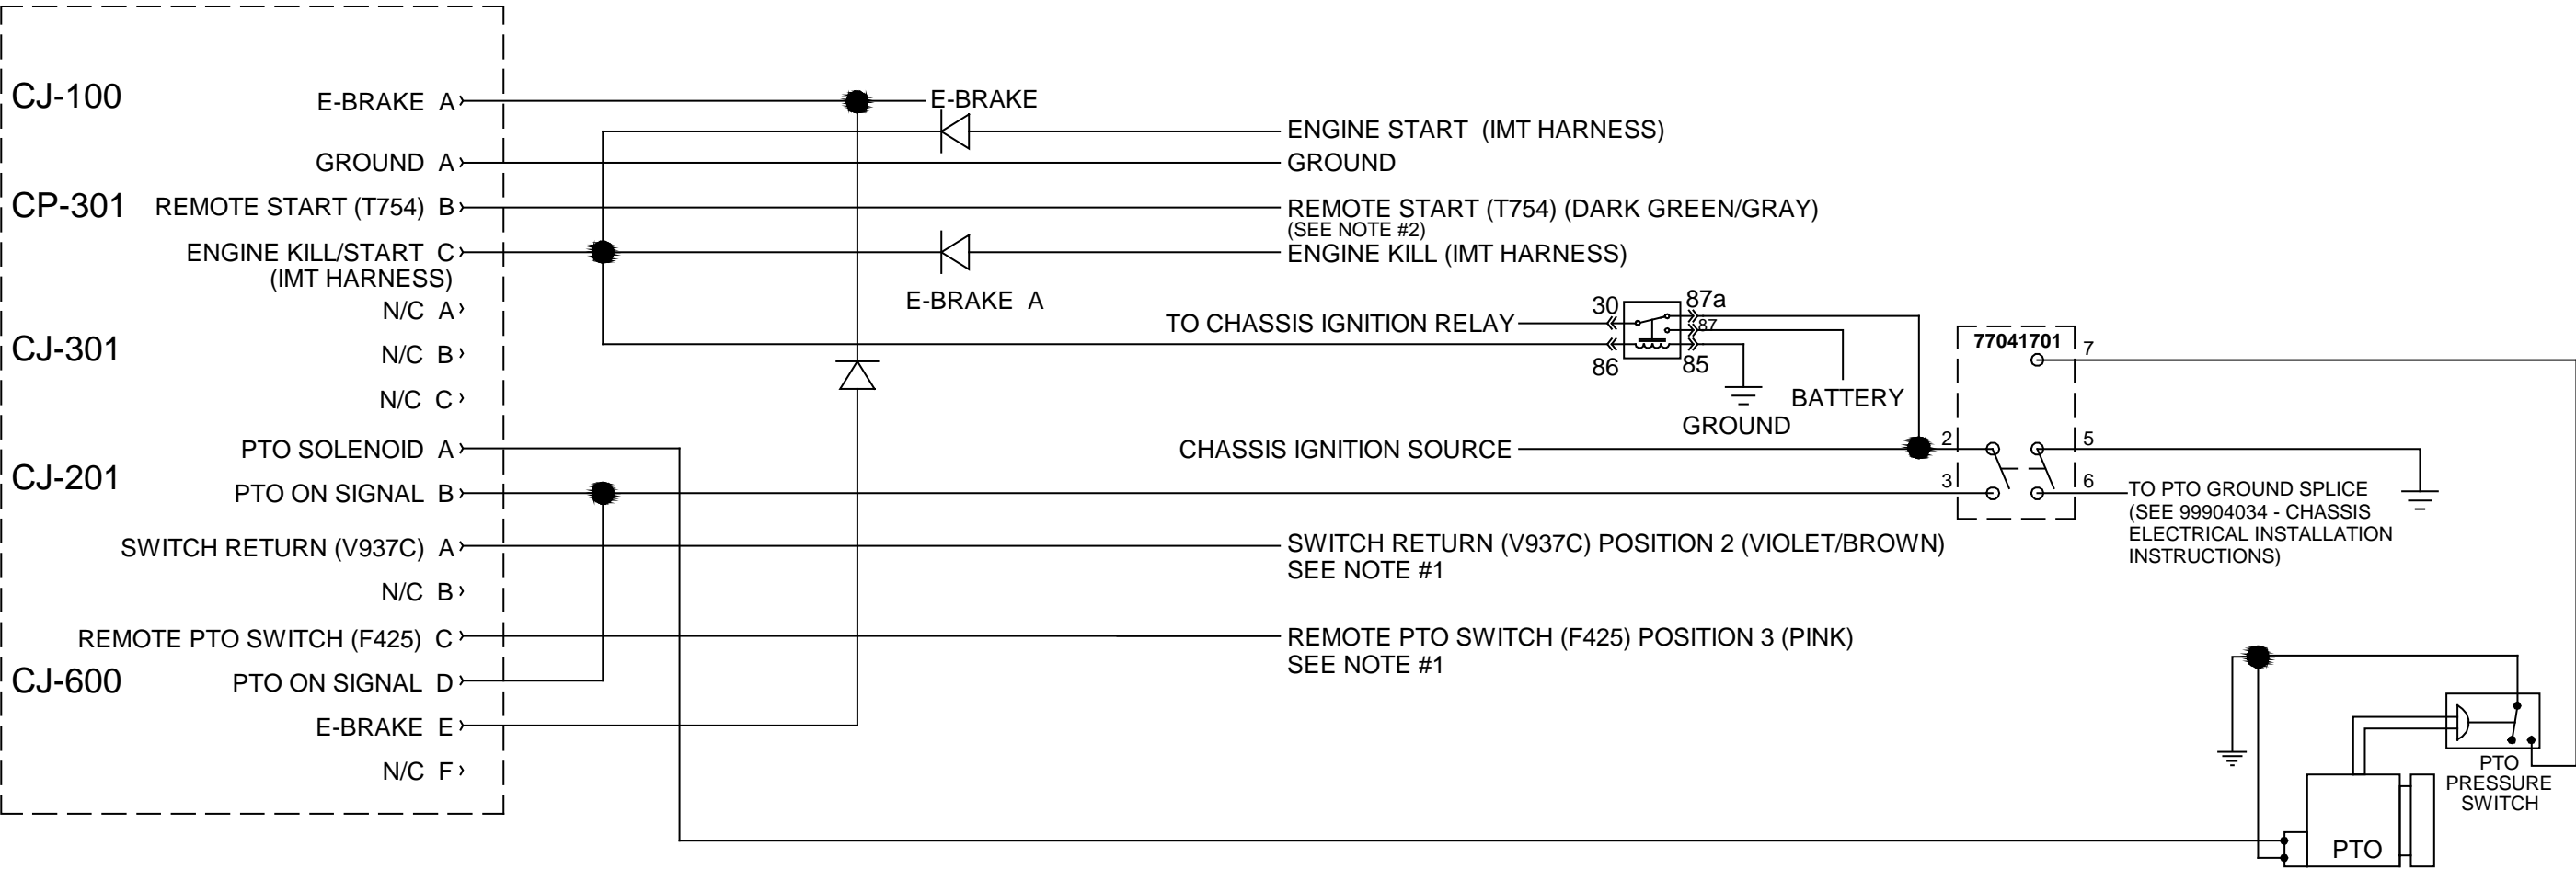 CJ-100
E-BRAKE A
E-BRAKE
ENGINE START (IMT HARNESS)
GROUND A
GROUND
CP-301
REMOTE START (T754) B
REMOTE START (T754) (DARK GREEN/GRAY)
(SEE NOTE #2)
ENGINE KILL/START C
(IMT HARNESS)
ENGINE KILL (IMT HARNESS)
E-BRAKE A
N/C A
CJ-301
N/C B
N/C C
TO CHASSIS IGNITION RELAY
30
87a
87
86
85
GROUND
BATTERY
77041701
7
PTO SOLENOID A
CHASSIS IGNITION SOURCE
2
5
CJ-201
PTO ON SIGNAL B
3
6
TO PTO GROUND SPLICE
(SEE 99904034 - CHASSIS
ELECTRICAL INSTALLATION
INSTRUCTIONS)
SWITCH RETURN (V937C) A
SWITCH RETURN (V937C) POSITION 2 (VIOLET/BROWN)
SEE NOTE #1
N/C B
REMOTE PTO SWITCH (F425) C
REMOTE PTO SWITCH (F425) POSITION 3 (PINK)
SEE NOTE #1
CJ-600
PTO ON SIGNAL D
E-BRAKE E
N/C F
PTO
PRESSURE
SWITCH
PTO